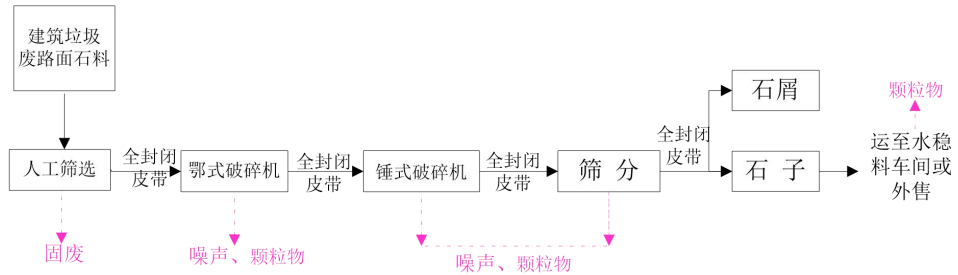 建筑垃圾
废路面石料
人工筛选
全封闭
皮带
鄂式破碎机
全封闭
皮带
锤式破碎机
全封闭
皮带
筛 分
全封闭
皮带
石屑
石 子
颗粒物
运至水稳
料车间或
外售
固废
噪声、颗粒物
噪声、颗粒物